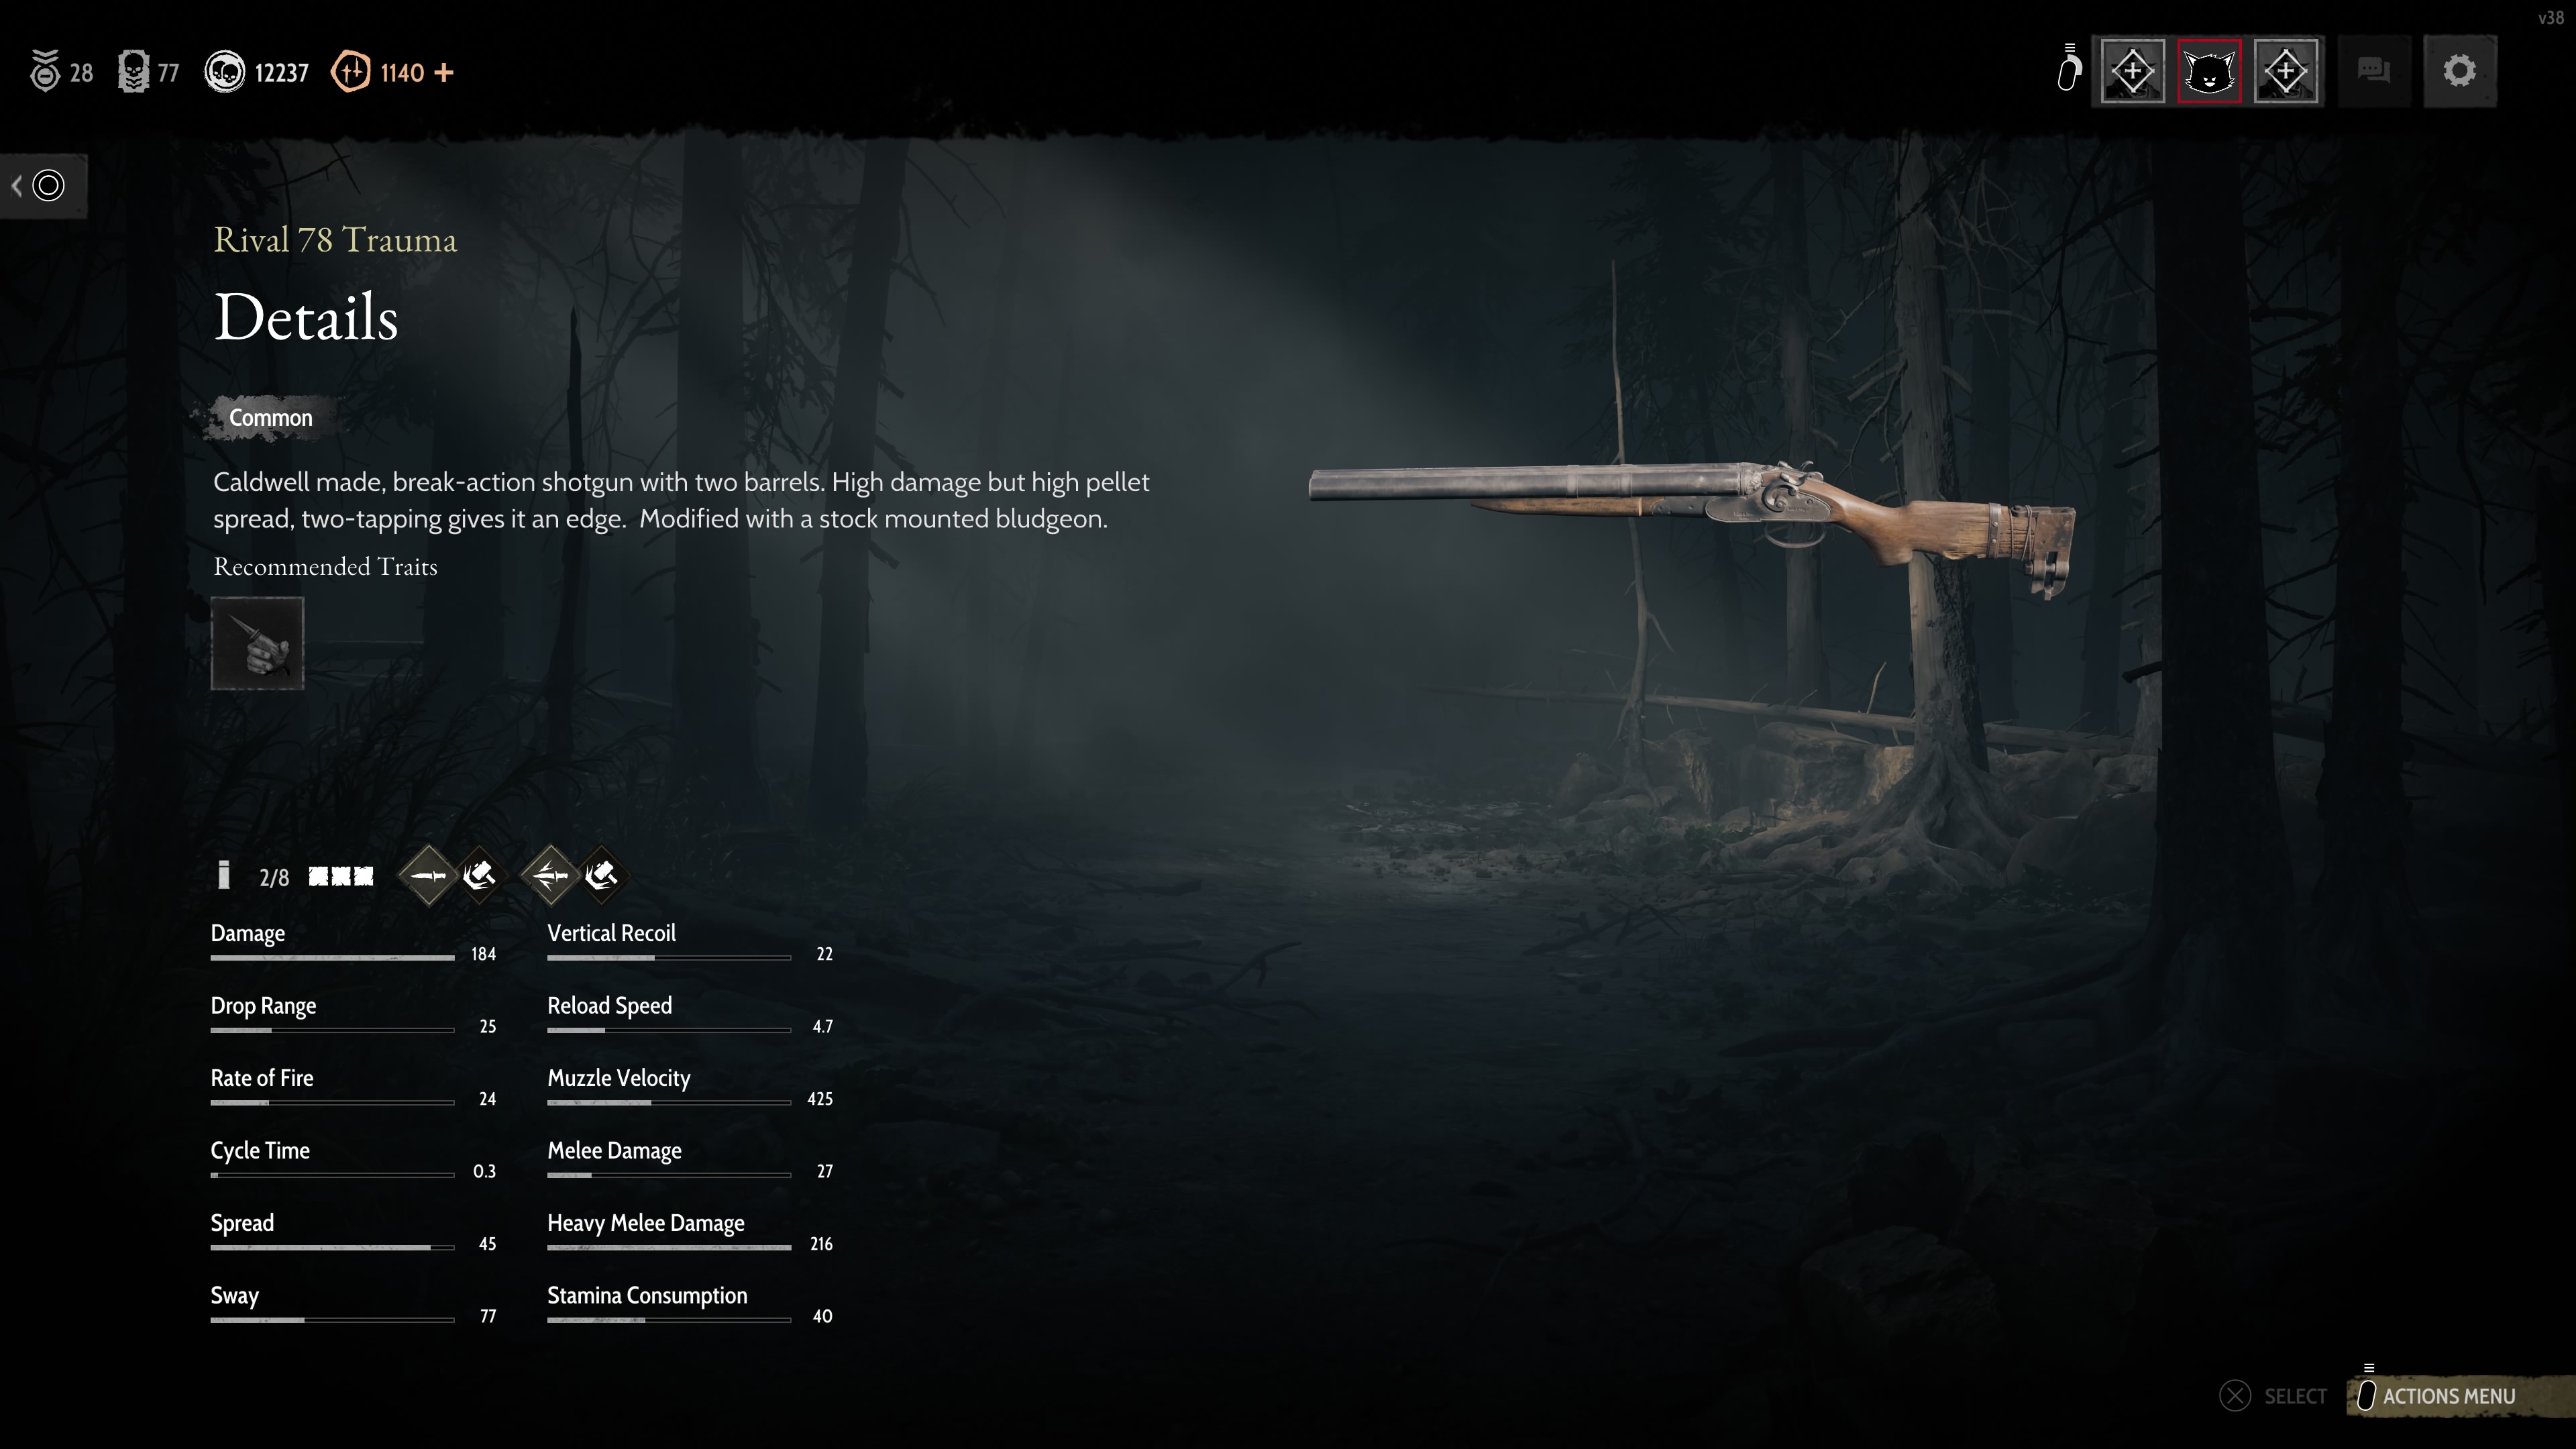 v38
28
77
12237
1140 +
Rival 78 Trauma
Details
Common
Caldwell made, break-action shotgun with two barrels. High damage but high pellet
spread, two-tapping gives it an edge.  Modified with a stock mounted bludgeon.
Recommended Traits
2/8
Damage
184
Vertical Recoil
22
Drop Range
25
Reload Speed
4.7
Rate of Fire
24
Muzzle Velocity
425
Cycle Time
0.3
Melee Damage
27
Spread
45
Heavy Melee Damage
216
Sway
77
Stamina Consumption
40
SELECT
ACTIONS MENU